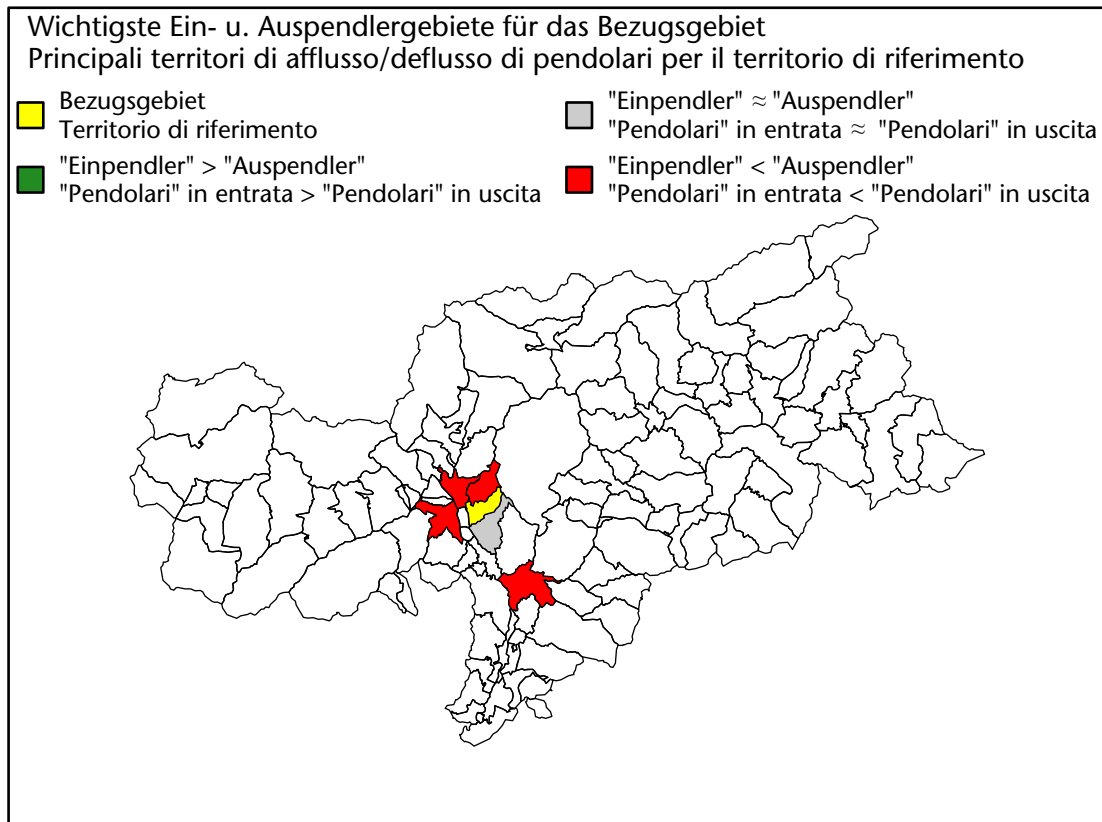 Wichtigste Ein- u. Auspendlergebiete für das Bezugsgebiet
Principali territori di afflusso/deflusso di pendolari per il territorio di riferimento
Bezugsgebiet
Territorio di riferimento
"Einpendler" > "Auspendler"
"Pendolari" in entrata > "Pendolari" in uscita
"Einpendler" ≈ "Auspendler"
"Pendolari" in entrata ≈ "Pendolari" in uscita
"Einpendler" < "Auspendler"
"Pendolari" in entrata < "Pendolari" in uscita